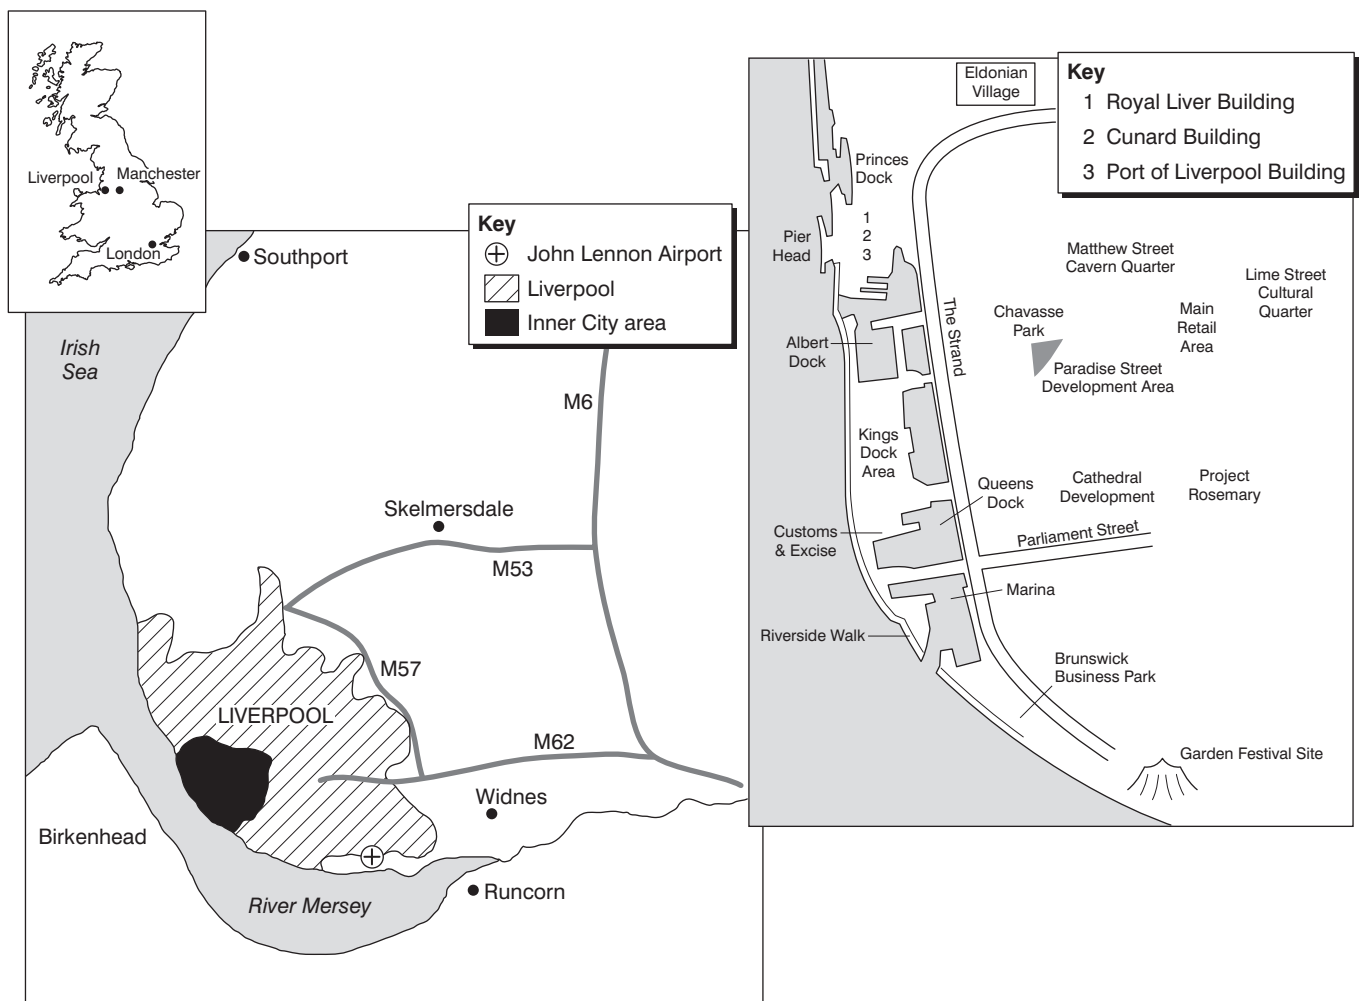 Liverpool
Manchester
London
Key
John Lennon Airport
Liverpool
Inner City area
Southport
Irish
Sea
M6
Skelmersdale
M53
M57
LIVERPOOL
M62
Widnes
Birkenhead
River Mersey
Runcorn
Key
1 Royal Liver Building
2 Cunard Building
3 Port of Liverpool Building
Eldonian
Village
Princes
Dock
1
2
3
Pier
Head
Matthew Street
Cavern Quarter
Lime Street
Cultural
Quarter
Chavasse
Park
Main
Retail
Area
The Strand
Albert
Dock
Paradise Street
Development Area
Kings
Dock
Area
Queens
Dock
Cathedral
Development
Project
Rosemary
Customs
& Excise
Parliament Street
Marina
Riverside Walk
Brunswick
Business Park
Garden Festival Site